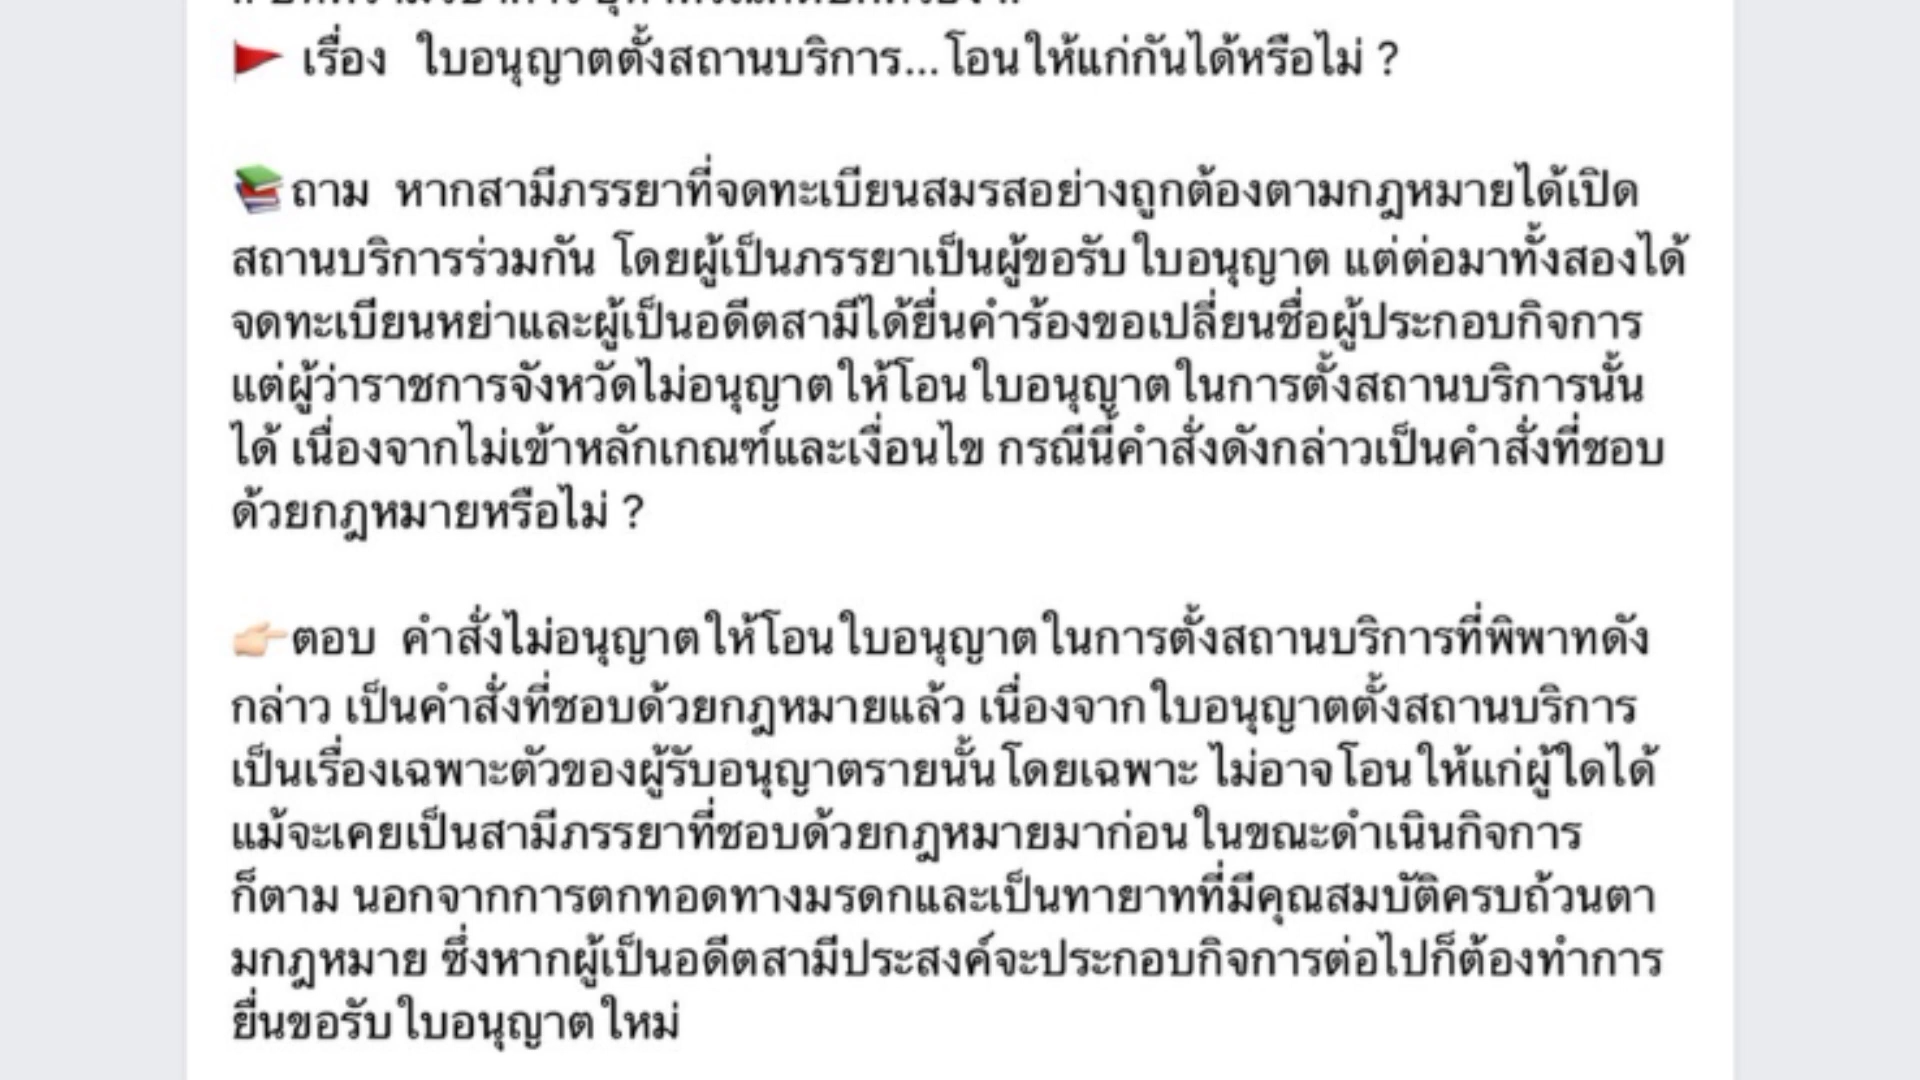 เรื่อง ใบอนุญาตตั้งสถานบริการ...โอนให้แก่กันได้หรือไม่ ?
ถาม หากสามีภรรยาที่จดทะเบียนสมรสอย่างถูกต้องตามกฎหมายได้เปิด
สถานบริการร่วมกัน โดยผู้เป็นภรรยาเป็นผู้ขอรับใบอนุญาต แต่ต่อมาทั้งสองได้
จดทะเบียนหย่าและผู้เป็นอดีตสามีได้ยื่นคำร้องขอเปลี่ยนชื่อผู้ประกอบกิจการ
แต่ผู้ว่าราชการจังหวัดไม่อนุญาตให้โอนใบอนุญาตในการตั้งสถานบริการนั้น
ได้ เนื่องจากไม่เข้าหลักเกณฑ์และเงื่อนไข กรณีนี้คำสั่งดังกล่าวเป็นคำสั่งที่ชอบ
ด้วยกฎหมายหรือไม่ ?
ตอบ คำสั่งไม่อนุญาตให้โอนใบอนุญาตในการตั้งสถานบริการที่พิพาทดัง
กล่าว เป็นคำสั่งที่ชอบด้วยกฎหมายแล้ว เนื่องจากใบอนุญาตตั้งสถานบริการ
เป็นเรื่องเฉพาะตัวของผู้รับอนุญาตรายนั้นโดยเฉพาะ ไม่อาจโอนให้แก่ผู้ใดได้
แม้จะเคยเป็นสามีภรรยาที่ชอบด้วยกฎหมายมาก่อนในขณะดำเนินกิจการ
ก็ตาม นอกจากการตกทอดทางมรดกและเป็นทายาทที่มีคุณสมบัติครบถ้วนตา
มกฎหมาย ซึ่งหากผู้เป็นอดีตสามีประสงค์จะประกอบกิจการต่อไปก็ต้องทำการ
ยื่นขอรับใบอนุญาตใหม่